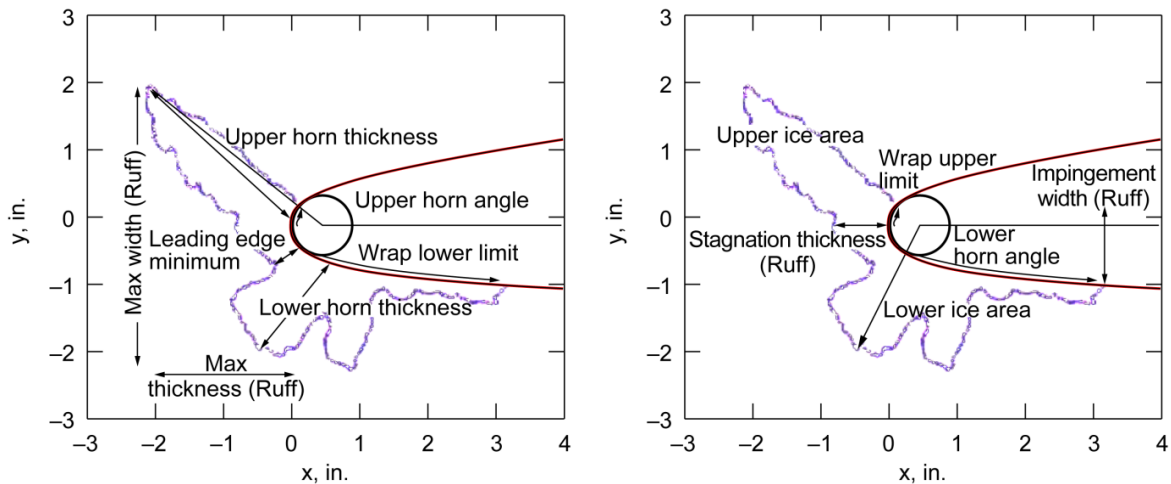 3
2
1
0
–1
–2
–3
y, in.
–3
–2
–1
0
1
2
3
4
x, in.
Max width (Ruff)
Upper horn thickness
Upper horn angle
Leading edge
minimum
Wrap lower limit
Lower horn thickness
Max
thickness (Ruff)
3
2
1
0
–1
–2
–3
y, in.
–3
–2
–1
0
1
2
3
4
x, in.
Upper ice area
Wrap upper
limit
Impingement
width (Ruff)
Stagnation thickness
(Ruff)
Lower
horn angle
Lower ice area